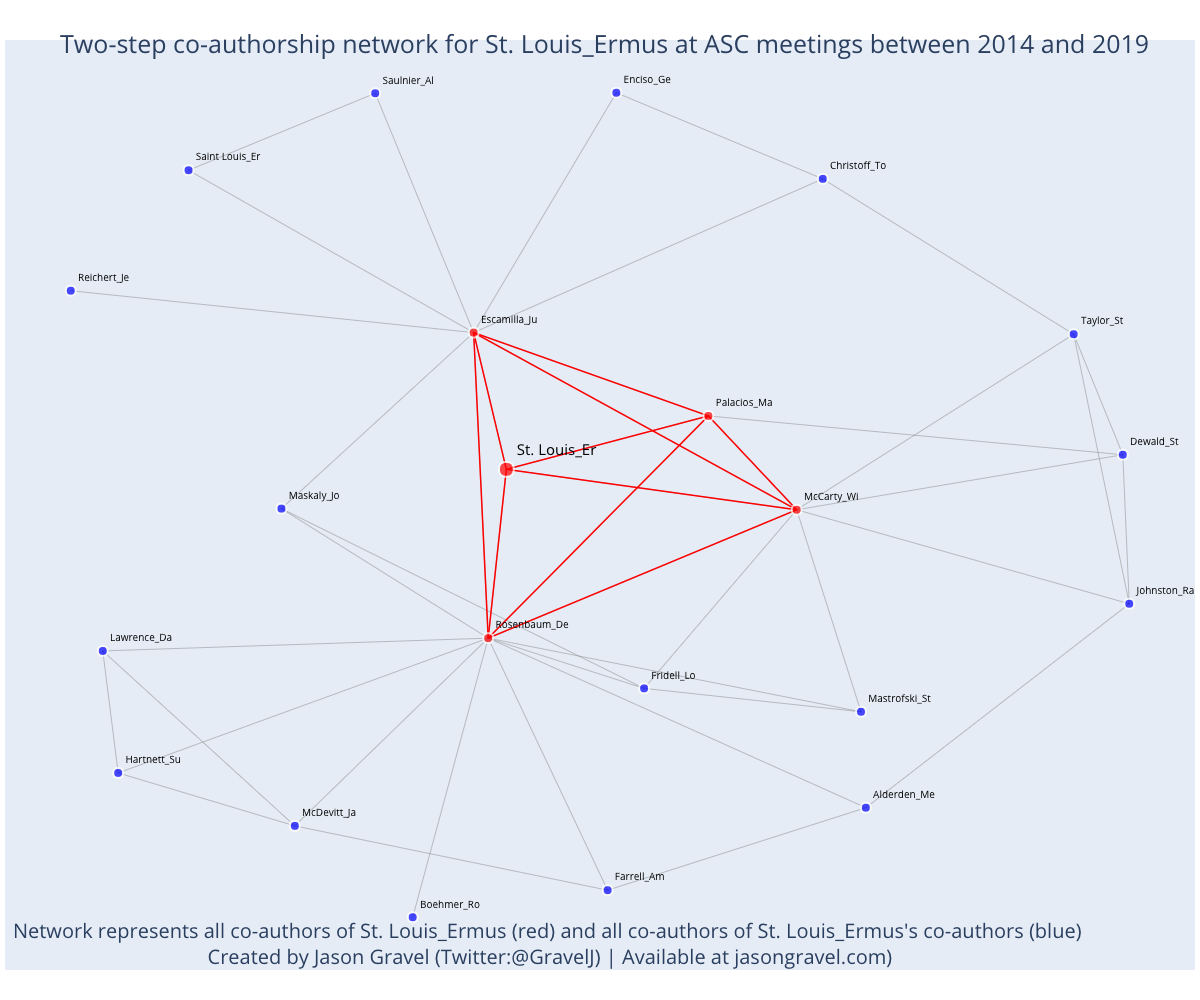 Two-step co-authorship network for St. Louis_Ermus at ASC meetings between 2014 and 2019
Saulnier_Al
Enciso_Ge
Saint Louis_Er
Christoff_To
Reichert_Je
Escamilla_Ju
Taylor_St
Palacios_Ma
Dewald_St
St. Louis_Er
Maskaly_Jo
McCarty_Wi
Johnston_Ra
Rosenbaum_De
Lawrence_Da
Fridell_Lo
Mastrofski_St
Hartnett_Su
Alderden_Me
McDevitt_Ja
Farrell_Am
Boehmer_Ro
Network represents all co-authors of St. Louis_Ermus (red) and all co-authors of St. Louis_Ermus's co-authors (blue)
Created by Jason Gravel (Twitter:@GravelJ) | Available at jasongravel.com)